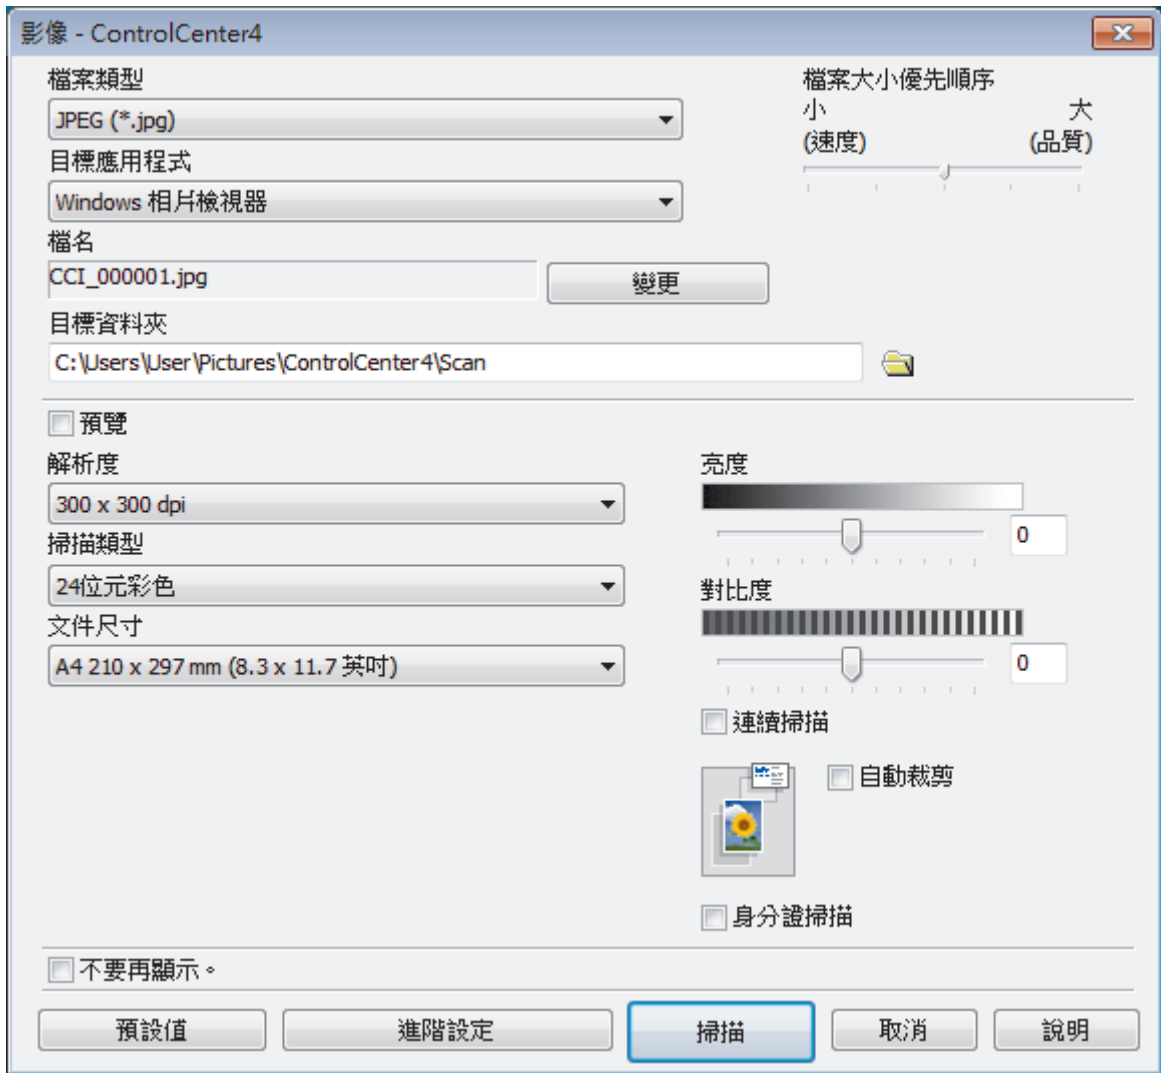 影像 - ControlCenter4
檔案類型
JPEG (*.jpg)
目標應用程式
Windows 相片檢視器
檔名
CCI_000001.jpg
變更
目標資料夾
C:\Users\User\Pictures\ControlCenter4\Scan
檔案大小優先順序
小 大
(速度) (品質)
預覽
解析度
300 x 300 dpi
掃描類型
24位元彩色
文件尺寸
A4 210 x 297 mm (8.3 x 11.7 英吋)
亮度
0
對比度
0
連續掃描
自動裁剪
身分證掃描
不要再顯示。
預設值 進階設定 掃描 取消 說明